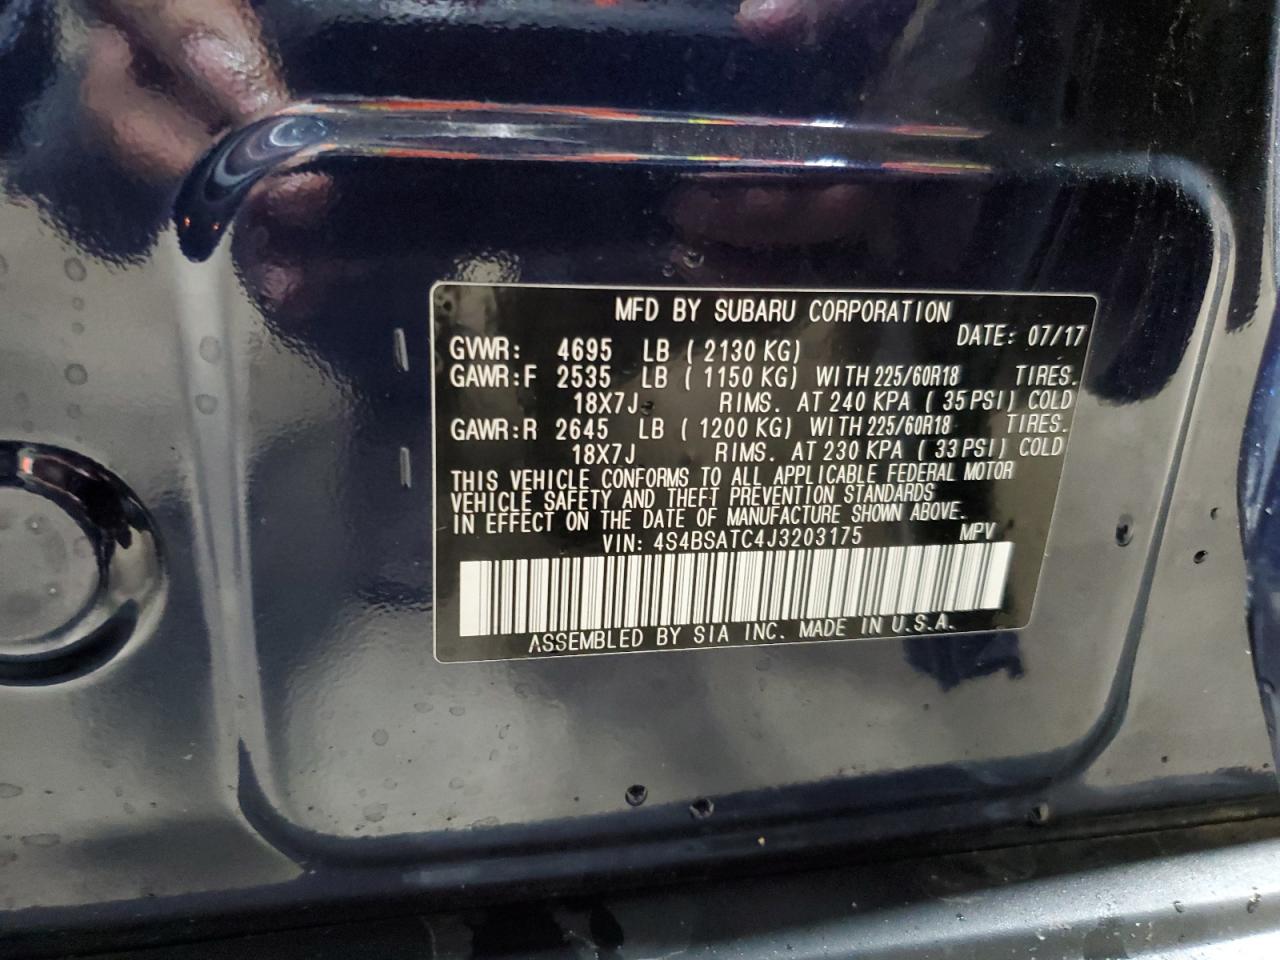 MFD BY SUBARU CORPORATION
DATE: 07/17
GVWR: 4695 LB ( 2130 KG)
GAWR:F 2535 LB ( 1150 KG) WITH 225/60R18 TIRES.
18X7J RIMS. AT 240 KPA ( 35 PSI) COLD
GAWR:R 2645 LB ( 1200 KG) WITH 225/60R18 TIRES.
18X7J RIMS. AT 230 KPA ( 33 PSI) COLD
THIS VEHICLE CONFORMS TO ALL APPLICABLE FEDERAL MOTOR
VEHICLE SAFETY AND THEFT PREVENTION STANDARDS
IN EFFECT ON THE DATE OF MANUFACTURE SHOWN ABOVE.
VIN: 4S4BSATC4J3203175 MPV
ASSEMBLED BY SIA INC. MADE IN U.S.A.